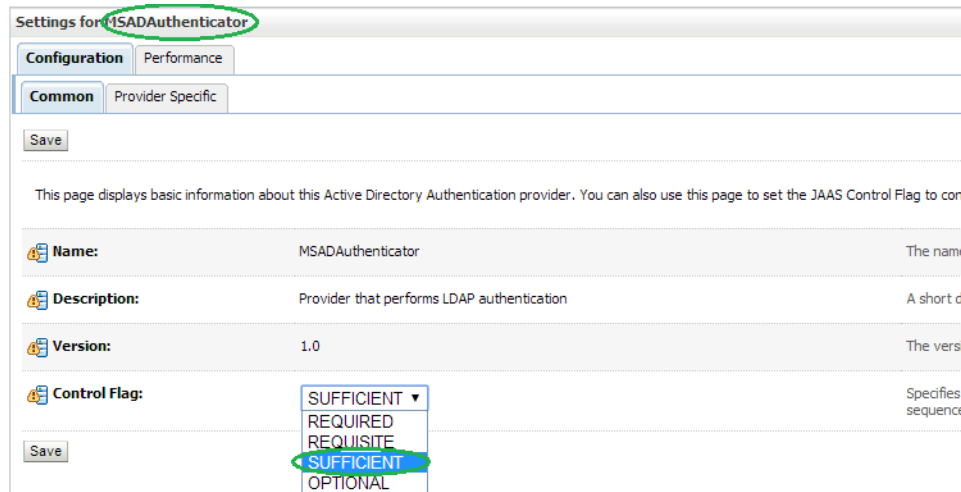 Settings for MSADAuthenticator
Configuration Performance
Common Provider Specific
Save
This page displays basic information about this Active Directory Authentication provider. You can also use this page to set the JAAS Control Flag to con
Name: MSADAuthenticator The name
Description: Provider that performs LDAP authentication A short d
Version: 1.0 The vers
Control Flag: SUFFICIENT Specifies
sequence
REQUIRED
REQUISITE
Save
SUFFICIENT
OPTIONAL